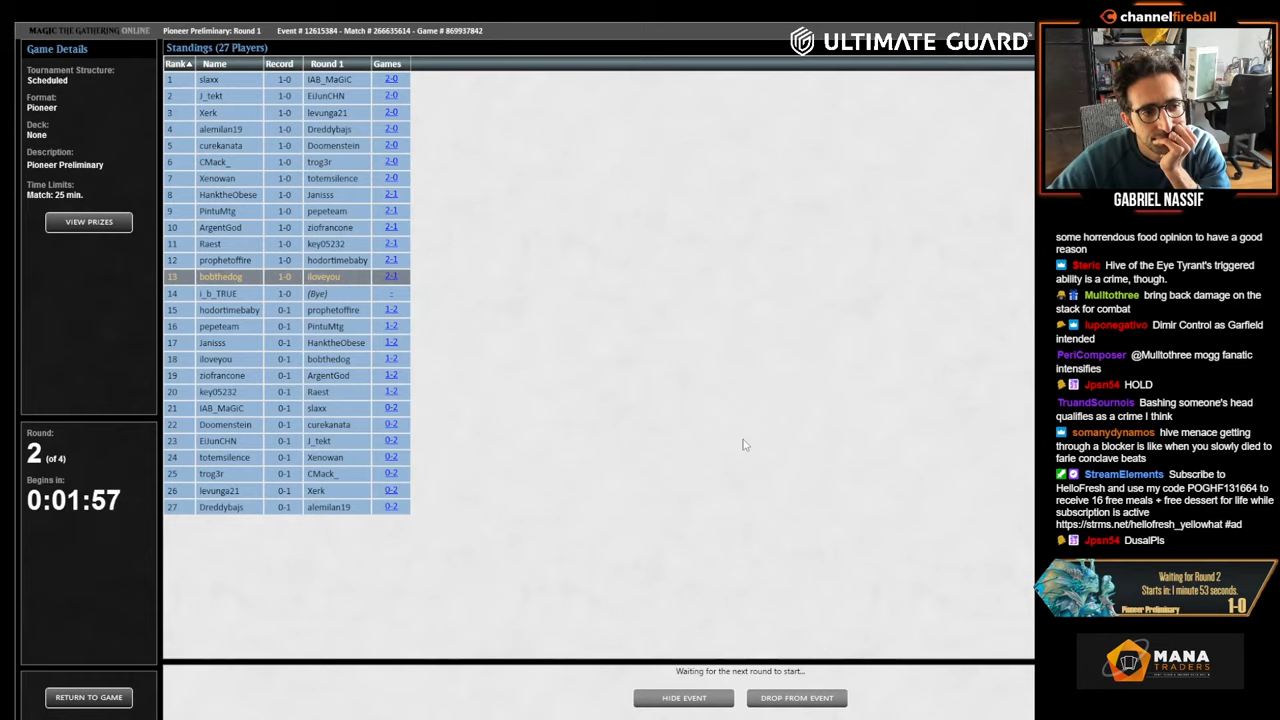 MAGIC THE GATHERING ONLINE
Pioneer Preliminary: Round 1 Event # 12615384 - Match # 266635614 - Game # 869937842
channelfireball
ULTIMATE GUARD
Game Details
Tournament Structure:
Scheduled
Format:
Pioneer
Deck:
None
Description:
Pioneer Preliminary
Time Limits:
Match: 25 min.
VIEW PRIZES
Standings (27 Players)
Rank Name Record Round 1 Games
1 slaxx 1-0 IAB_MaGiC 2-0
2 J_tekt 1-0 EiJunCHN 2-0
3 Xerk 1-0 levunga21 2-0
4 alemilan19 1-0 Dreddybajs 2-0
5 curekanata 1-0 Doomenstein 2-0
6 CMack_ 1-0 trog3r 2-0
7 Xenowan 1-0 totemsilence 2-0
8 HanktheObese 1-0 Janisss 2-1
9 PintuMtg 1-0 pepeteam 2-1
10 ArgentGod 1-0 ziofrancone 2-1
11 Raest 1-0 key05232 2-1
12 prophetoffire 1-0 hodortimebaby 2-1
13 bobthedog 1-0 iloveyou 2-1
14 i_b_TRUE 1-0 (Bye) -
15 hodortimebaby 0-1 prophetoffire 1-2
16 pepeteam 0-1 PintuMtg 1-2
17 Janisss 0-1 HanktheObese 1-2
18 iloveyou 0-1 bobthedog 1-2
19 ziofrancone 0-1 ArgentGod 1-2
20 key05232 0-1 Raest 1-2
21 IAB_MaGiC 0-1 slaxx 0-2
22 Doomenstein 0-1 curekanata 0-2
23 EiJunCHN 0-1 J_tekt 0-2
24 totemsilence 0-1 Xenowan 0-2
25 trog3r 0-1 CMack_ 0-2
26 levunga21 0-1 Xerk 0-2
27 Dreddybajs 0-1 alemilan19 0-2
Round:
2 (of 4)
Begins in:
0:01:57
RETURN TO GAME
Waiting for the next round to start...
HIDE EVENT DROP FROM EVENT
GABRIEL NASSIF
some horrendous food opinion to have a good
reason
Steric Hive of the Eye Tyrant's triggered
ability is a crime, though.
Mulltothree bring back damage on the
stack for combat
luponegativo Dimir Control as Garfield
intended
PeriComposer @Mulltothree mogg fanatic
intensifies
Jpsn54 HOLD
TruandSournois Bashing someone's head
qualifies as a crime I think
somanydynamos hive menace getting
through a blocker is like when you slowly died to
farie conclave beats
StreamElements Subscribe to
HelloFresh and use my code POGHF131664 to
receive 16 free meals + free dessert for life while
subscription is active
https://strms.net/hellofresh_yellowhat #ad
Jpsn54 DusalPls
Waiting for Round 2
Starts in: 1 minute 53 seconds.
Pioneer Preliminary 1-0
MANA
TRADERS